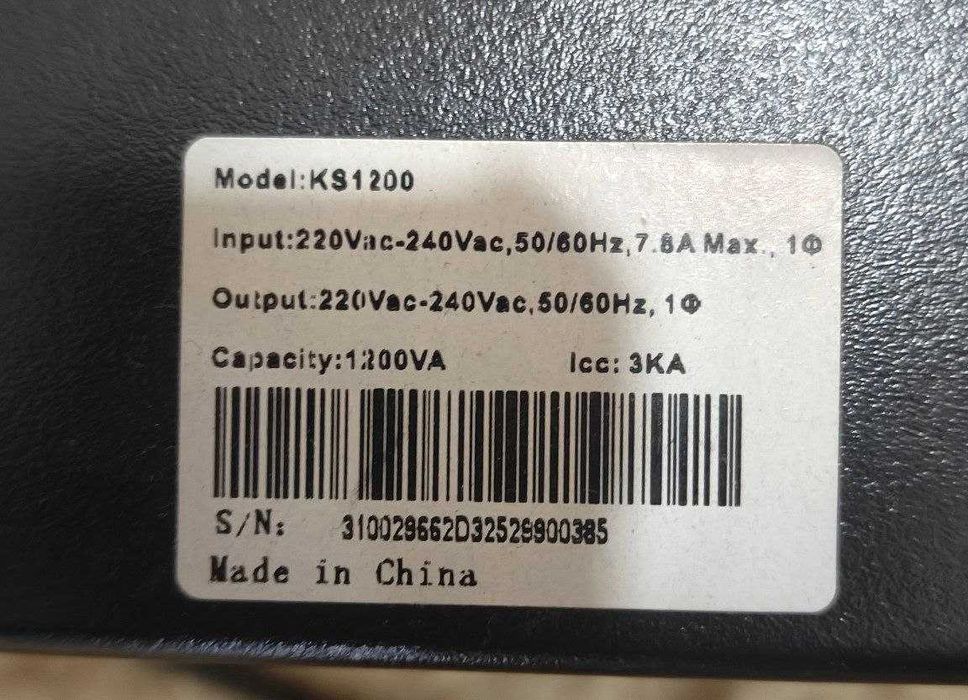 Model:KS1200
Input:220Vac-240Vac,50/60Hz,7.8A Max., 1Φ
Output:220Vac-240Vac,50/60Hz, 1Φ
Capacity:1200VA Icc: 3KA
S/N: 310029662D32529900385
Made in China